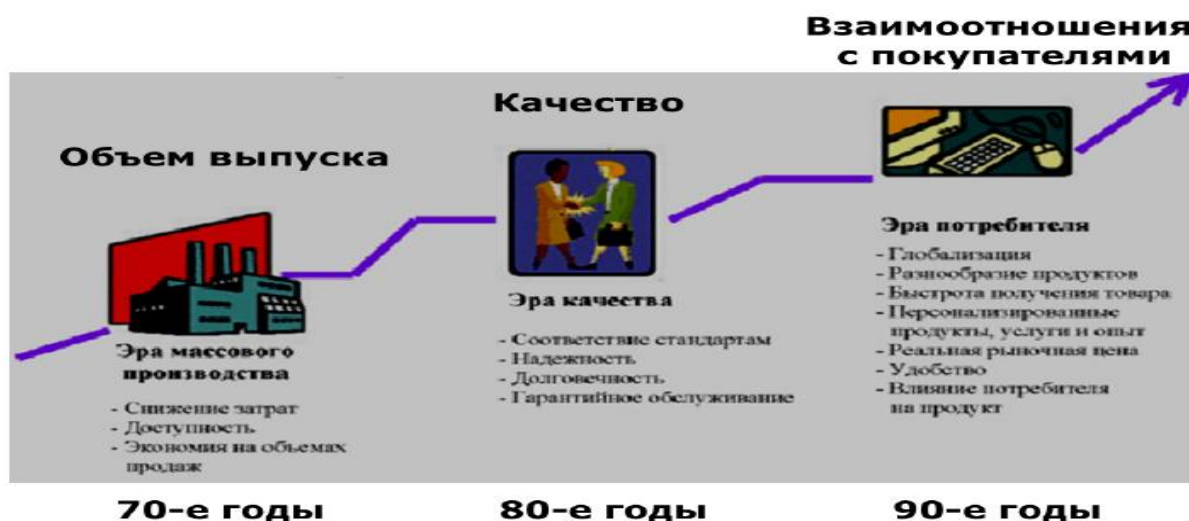 Взаимоотношения
с покупателями
Качество
Объем выпуска
Эра массового
производства
- Снижение затрат
- Доступность
- Экономия на объемах
продаж
Эра качества
- Соответствие стандартам
- Надежность
- Долговечность
- Гарантийное обслуживание
Эра потребителя
- Глобализация
- Разнообразие продуктов
- Быстрота получения товара
- Персонализированные
продукты, услуги и опыт
- Реальная рыночная цена
- Удобство
- Влияние потребителя
на продукт
70-е годы
80-е годы
90-е годы